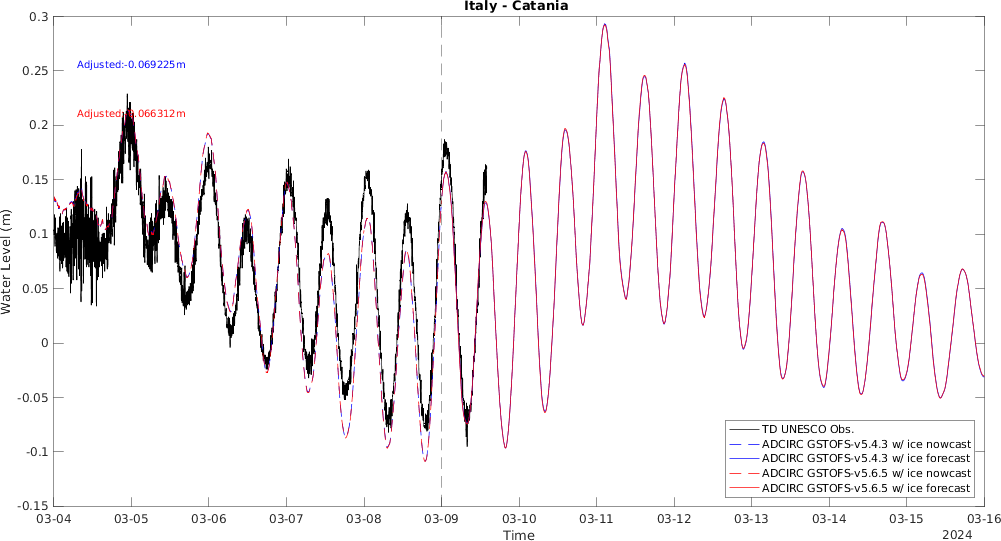 Italy - Catania
Water Level (m)
0.3
0.25
0.2
0.15
0.1
0.05
0
-0.05
-0.1
-0.15
Adjusted:-0.069225m
Adjusted:-0.066312m
TD UNESCO Obs.
ADCIRC GSTOFS-v5.4.3 w/ ice nowcast
ADCIRC GSTOFS-v5.4.3 w/ ice forecast
ADCIRC GSTOFS-v5.6.5 w/ ice nowcast
ADCIRC GSTOFS-v5.6.5 w/ ice forecast
03-04 03-05 03-06 03-07 03-08 03-09 03-10 03-11 03-12 03-13 03-14 03-15 03-16
Time
2024